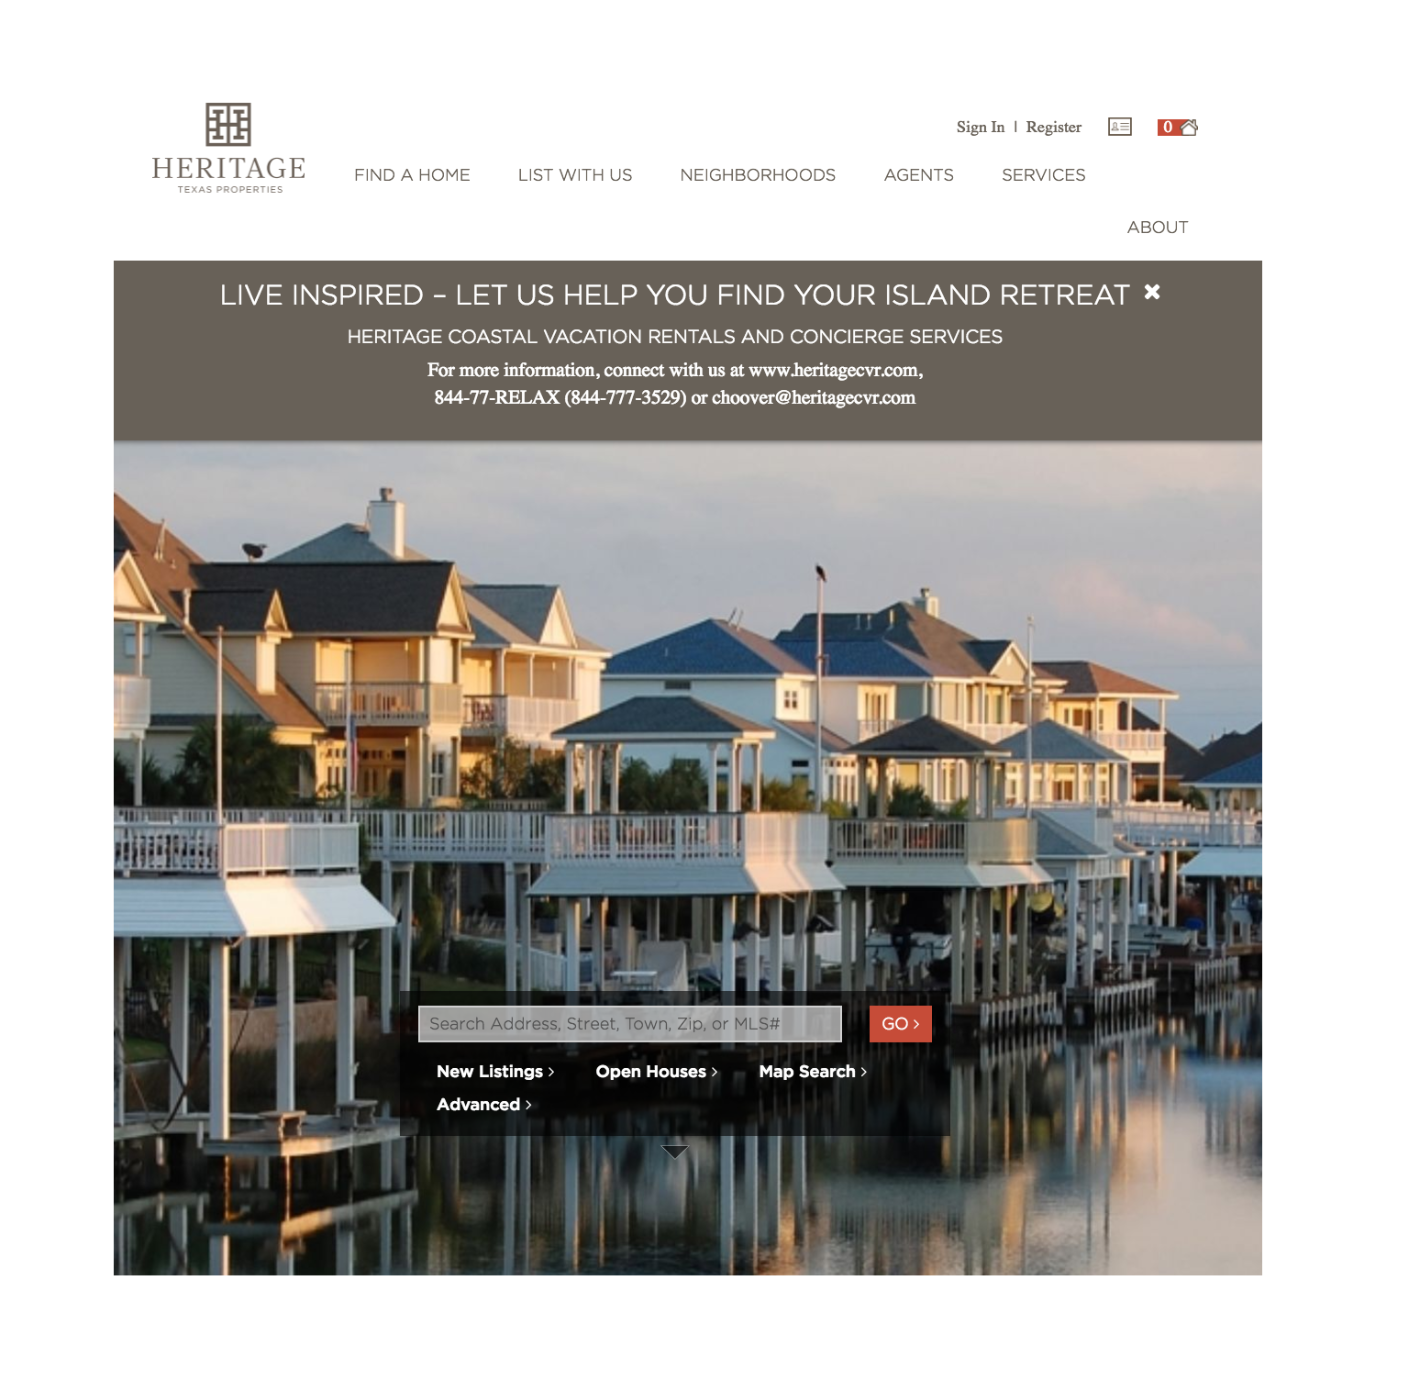 HERITAGE
TEXAS PROPERTIES
Sign In | Register
0
FIND A HOME LIST WITH US NEIGHBORHOODS AGENTS SERVICES
ABOUT
LIVE INSPIRED – LET US HELP YOU FIND YOUR ISLAND RETREAT ✖
HERITAGE COASTAL VACATION RENTALS AND CONCIERGE SERVICES
For more information, connect with us at www.heritagecvr.com,
844-77-RELAX (844-777-3529) or choover@heritagecvr.com
Search Address, Street, Town, Zip, or MLS# GO ›
New Listings › Open Houses › Map Search ›
Advanced ›